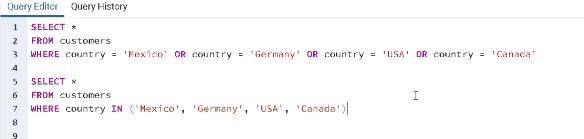 Query Editor Query History
1 SELECT *
2 FROM customers
3 WHERE country = 'Mexico' OR country = 'Germany' OR country = 'USA' OR country = 'Canada'
4
5 SELECT *
6 FROM customers
7 WHERE country IN ('Mexico', 'Germany', 'USA', 'Canada')
8
9